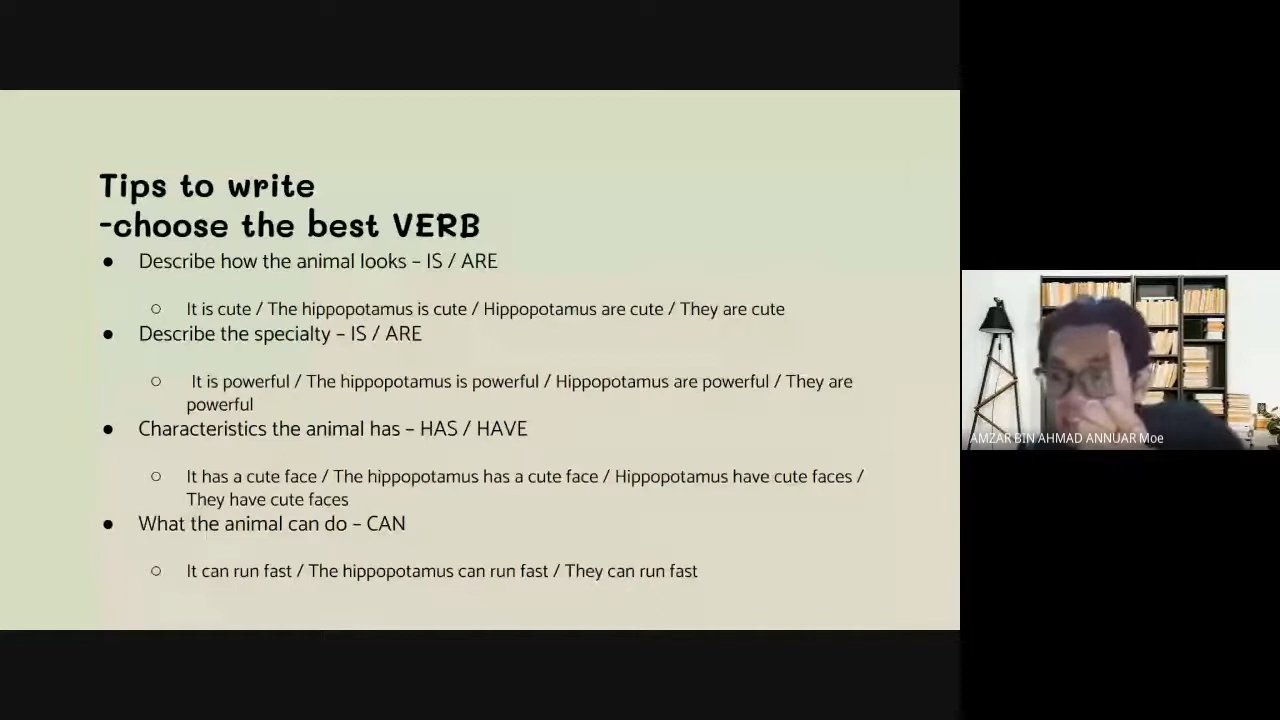 Tips to write
-choose the best VERB
● Describe how the animal looks – IS / ARE
○ It is cute / The hippopotamus is cute / Hippopotamus are cute / They are cute
● Describe the specialty – IS / ARE
○ It is powerful / The hippopotamus is powerful / Hippopotamus are powerful / They are
powerful
● Characteristics the animal has – HAS / HAVE
○ It has a cute face / The hippopotamus has a cute face / Hippopotamus have cute faces /
They have cute faces
● What the animal can do – CAN
○ It can run fast / The hippopotamus can run fast / They can run fast
AMZAR BIN AHMAD ANNUAR Moe